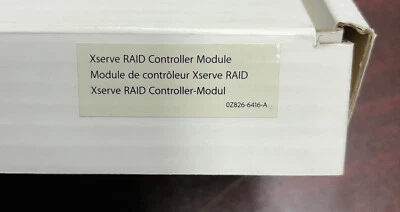 Xserve RAID Controller Module
Module de contrôleur Xserve RAID
Xserve RAID Controller-Modul
0Z826-6416-A